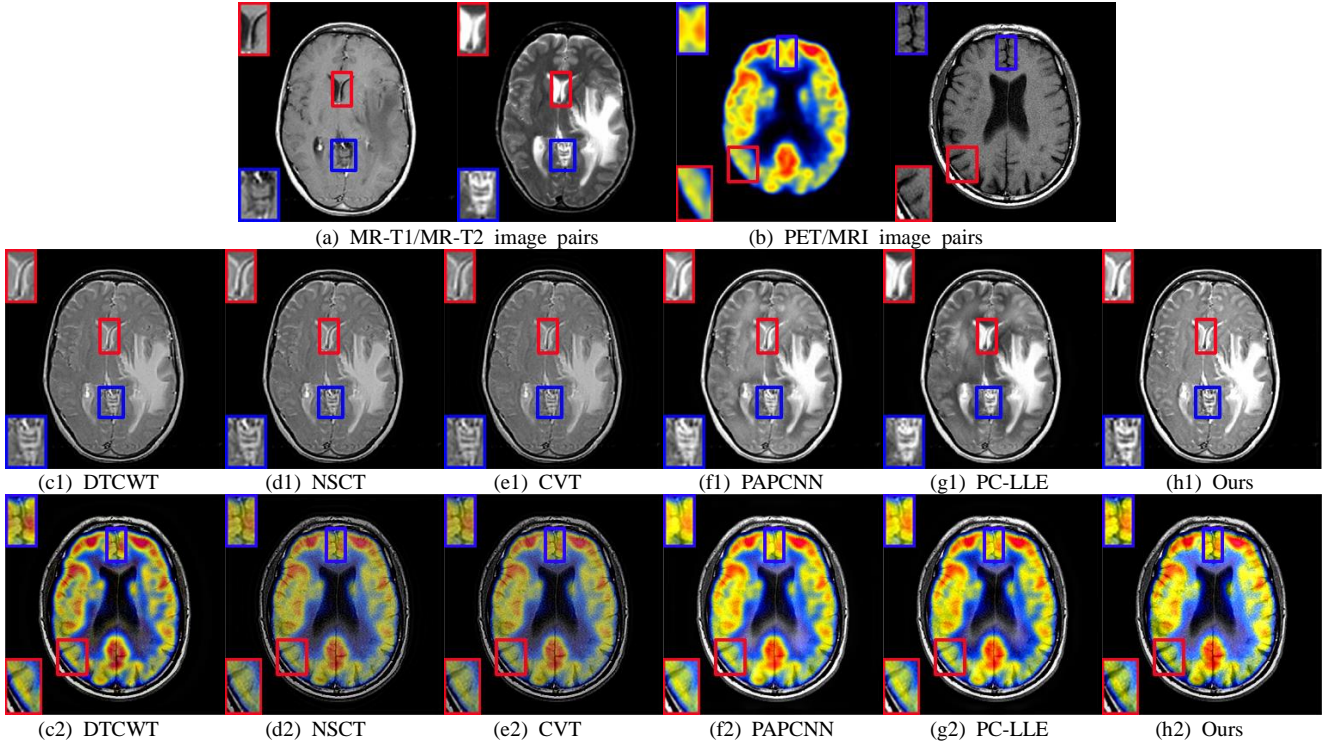 (a) MR-T1/MR-T2 image pairs
(b) PET/MRI image pairs
(c1) DTCWT
(d1) NSCT
(e1) CVT
(f1) PAPCNN
(g1) PC-LLE
(h1) Ours
(c2) DTCWT
(d2) NSCT
(e2) CVT
(f2) PAPCNN
(g2) PC-LLE
(h2) Ours